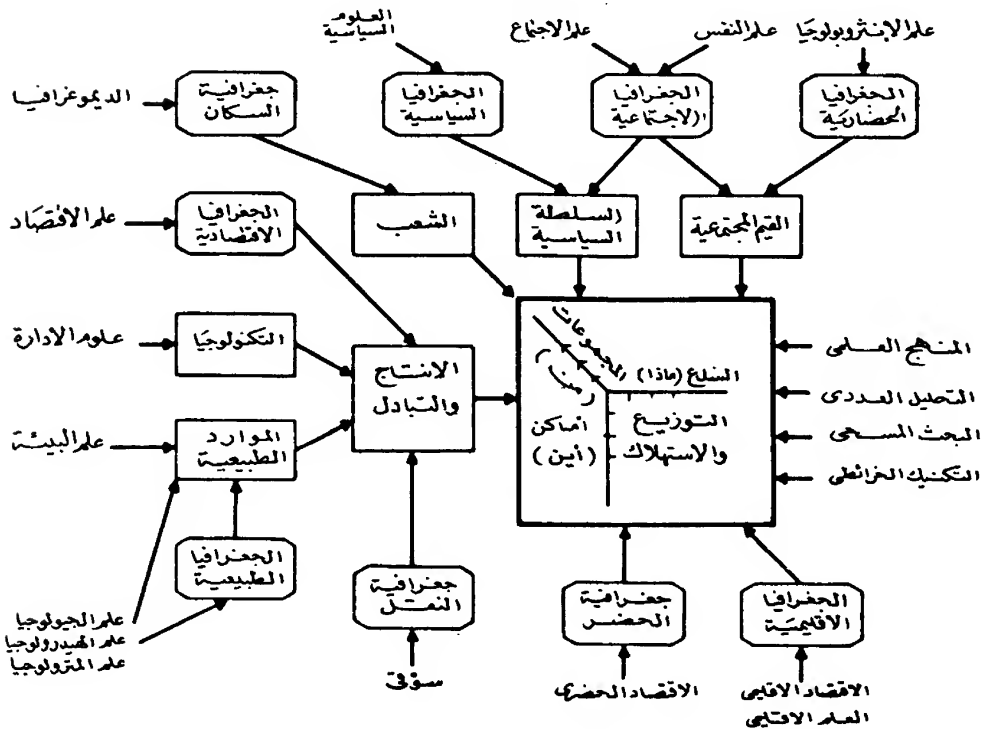 العلوم
السياسية
علم الاجتماع
علم النفس
علم الانثروبولوجيا
الديموغرافيا
جغرافية
السكان
الجغرافيا
السياسية
الجغرافيا
الاجتماعية
الجغرافيا
الحضارية
علم الاقتصاد
الجغرافيا
الاقتصادية
الشعب
السلطة
السياسية
القيم المجتمعية
علوم الادارة
التكنولوجيا
الانتاج
والتبادل
المجموعات
(من)
السلع (ماذا)
التوزيع
والاستهلاك
أماكن
(أين)
المنهج العلمى
التحليل العددى
البحث المسحى
التكنيك الخرائطى
علم البيئة
الموارد
الطبيعية
الجغرافيا
الطبيعية
جغرافية
النقل
جغرافية
الحضر
الجغرافيا
الاقليمية
علم الجيولوجيا
علم الهيدرولوجيا
علم المترولوجيا
سوقى
الاقتصاد الحضرى
الاقتصاد الاقليمى
العلم الاقليمى